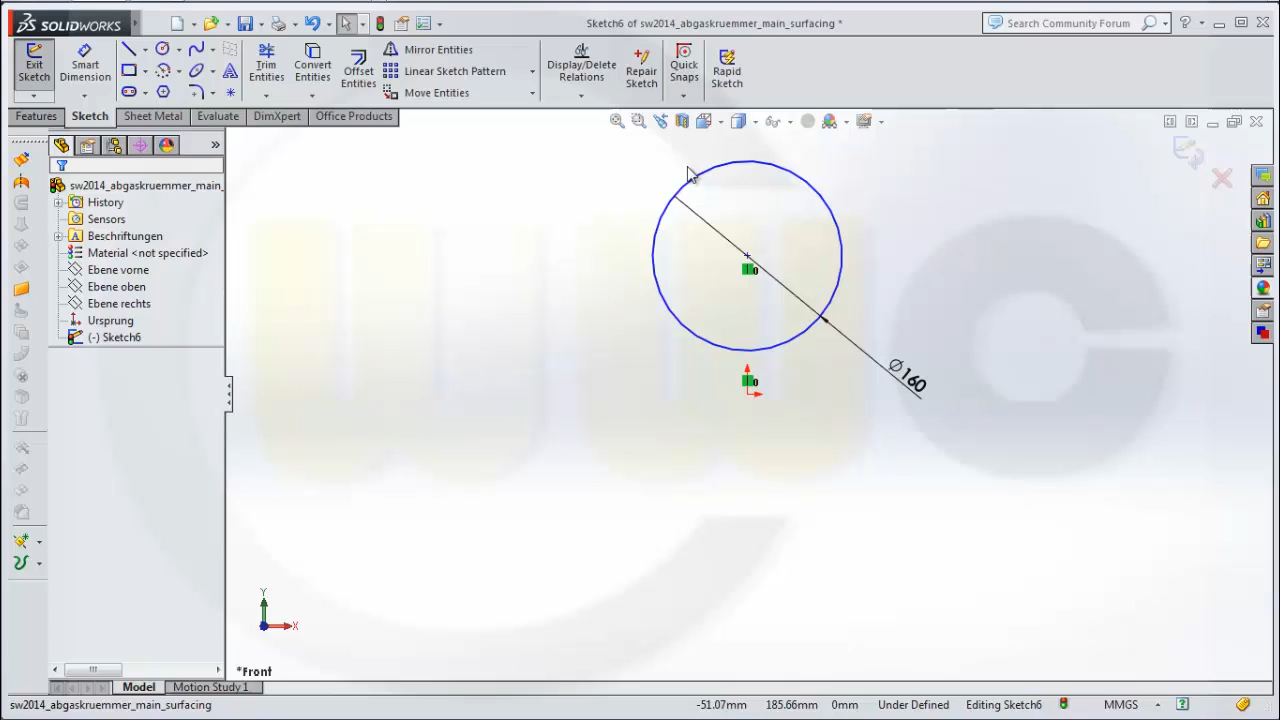 SOLIDWORKS
Sketch6 of sw2014_abgaskruemmer_main_surfacing *
Search Community Forum
?
Exit Sketch
Smart Dimension
Trim Entities
Convert Entities
Offset Entities
Mirror Entities
Linear Sketch Pattern
Move Entities
Display/Delete Relations
Repair Sketch
Quick Snaps
Rapid Sketch
Features
Sketch
Sheet Metal
Evaluate
DimXpert
Office Products
»
sw2014_abgaskruemmer_main_
History
Sensors
A
Beschriftungen
Material <not specified>
Ebene vorne
Ebene oben
Ebene rechts
Ursprung
(-) Sketch6
0
0
Ø160
Y
X
*Front
Model
Motion Study 1
sw2014_abgaskruemmer_main_surfacing
-51.07mm
185.66mm
0mm
Under Defined
Editing Sketch6
MMGS
?